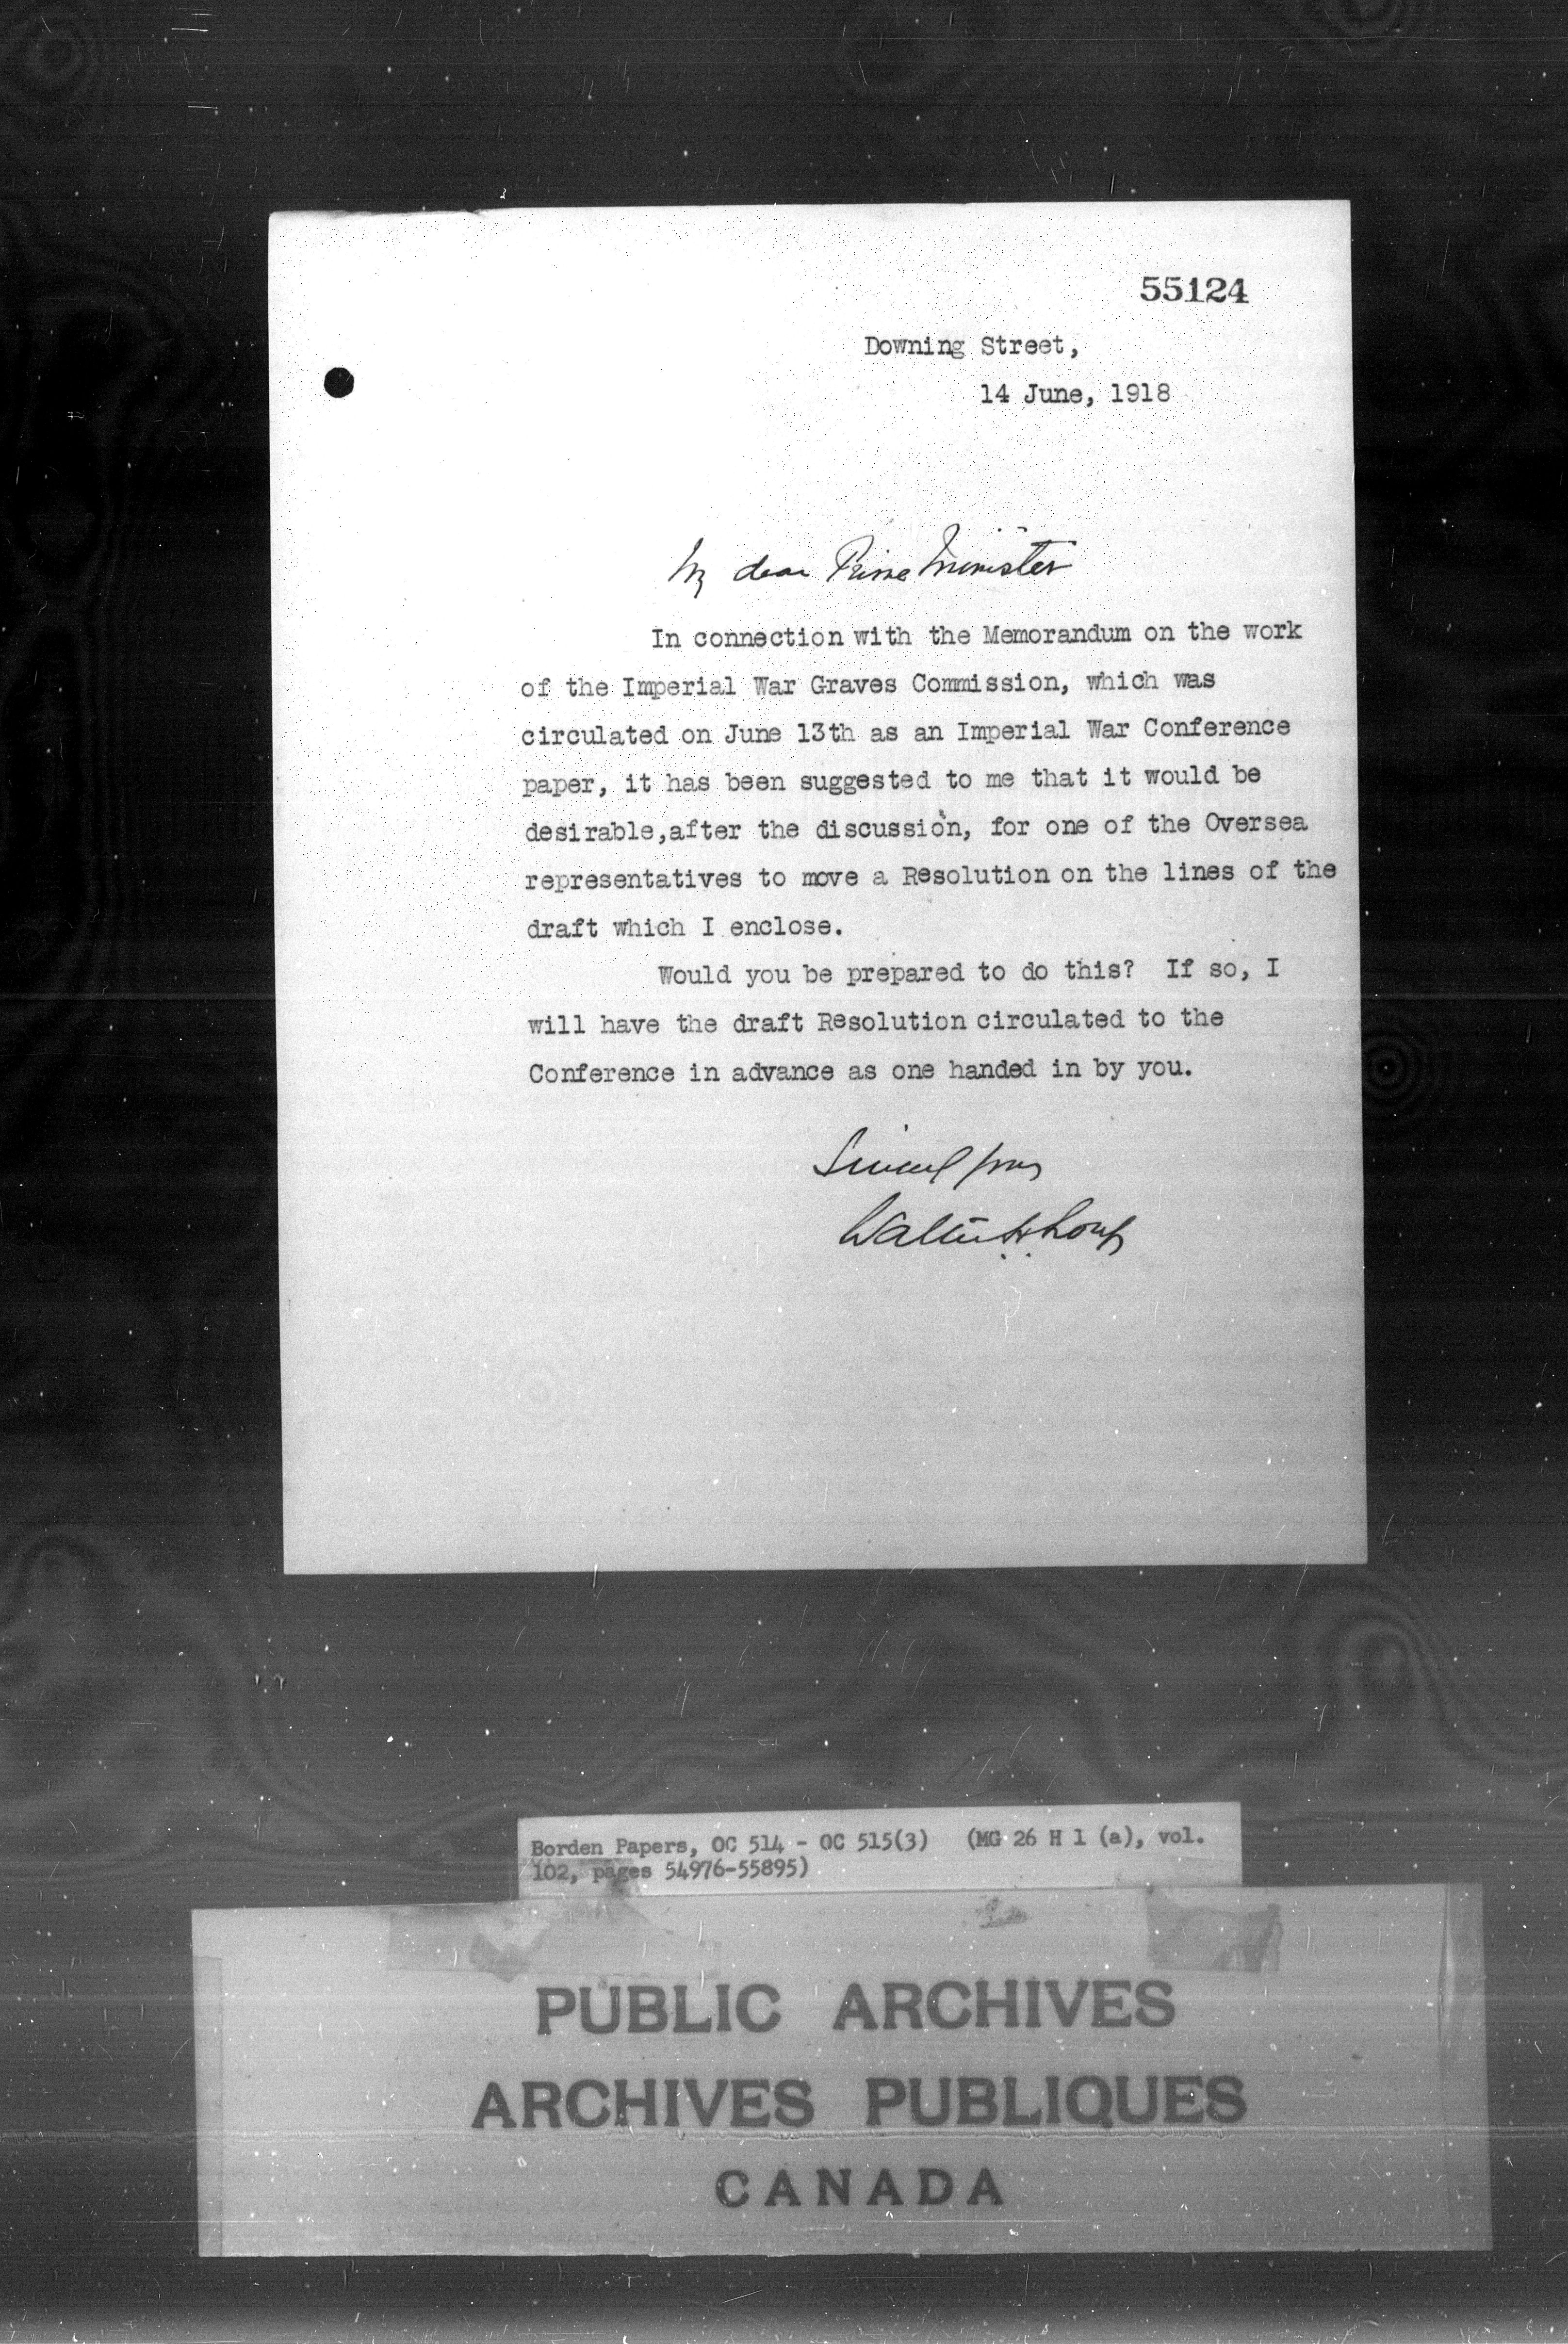 55124
Downing Street,
14 June, 1918
My dear Prime Minister
In connection with the Memorandum on the work
of the Imperial War Graves Commission, which was
circulated on June 13th as an Imperial War Conference
paper, it has been suggested to me that it would be
desirable,after the discussion, for one of the Oversea
representatives to move a Resolution on the lines of the
draft which I enclose.
Would you be prepared to do this? If so, I
will have the draft Resolution circulated to the
Conference in advance as one handed in by you.
Sincerely yours
Walter H Long
Borden Papers, OC 514 - OC 515(3) (MG 26 H 1 (a), vol.
102, pages 54976-55895)
PUBLIC ARCHIVES
ARCHIVES PUBLIQUES
CANADA